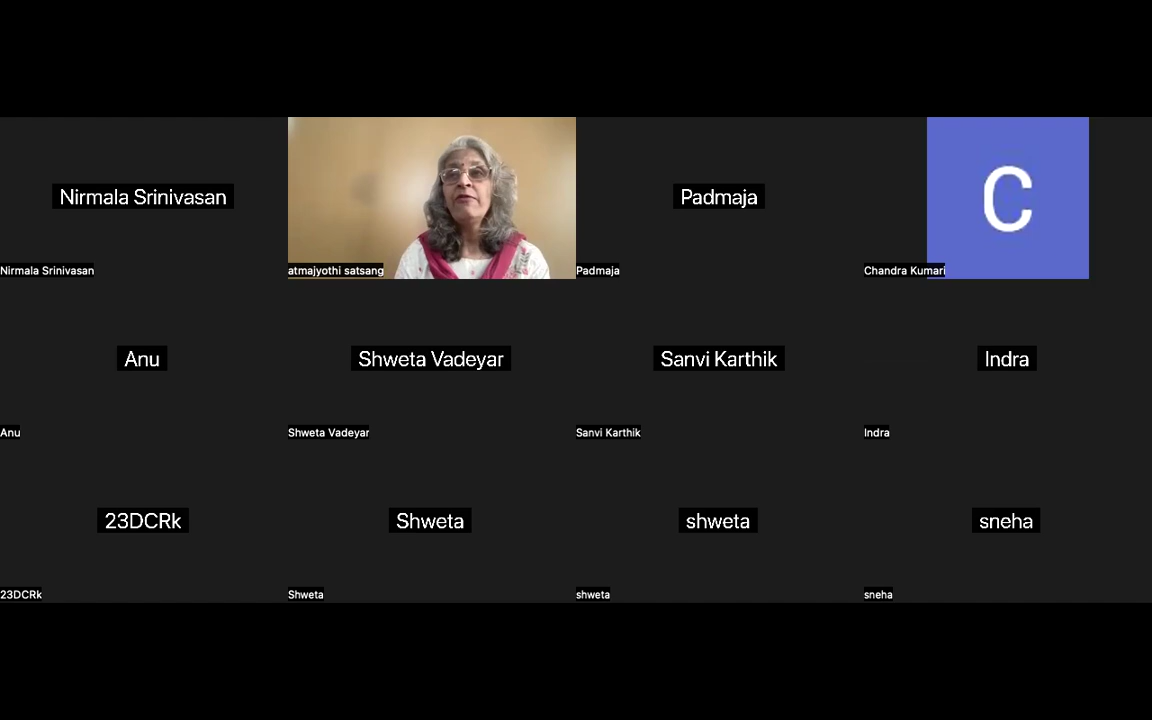 Nirmala Srinivasan
Padmaja
C
Nirmala Srinivasan
atmajyothi satsang
Padmaja
Chandra Kumari
Anu
Shweta Vadeyar
Sanvi Karthik
Indra
Anu
Shweta Vadeyar
Sanvi Karthik
Indra
23DCRk
Shweta
shweta
sneha
23DCRk
Shweta
shweta
sneha